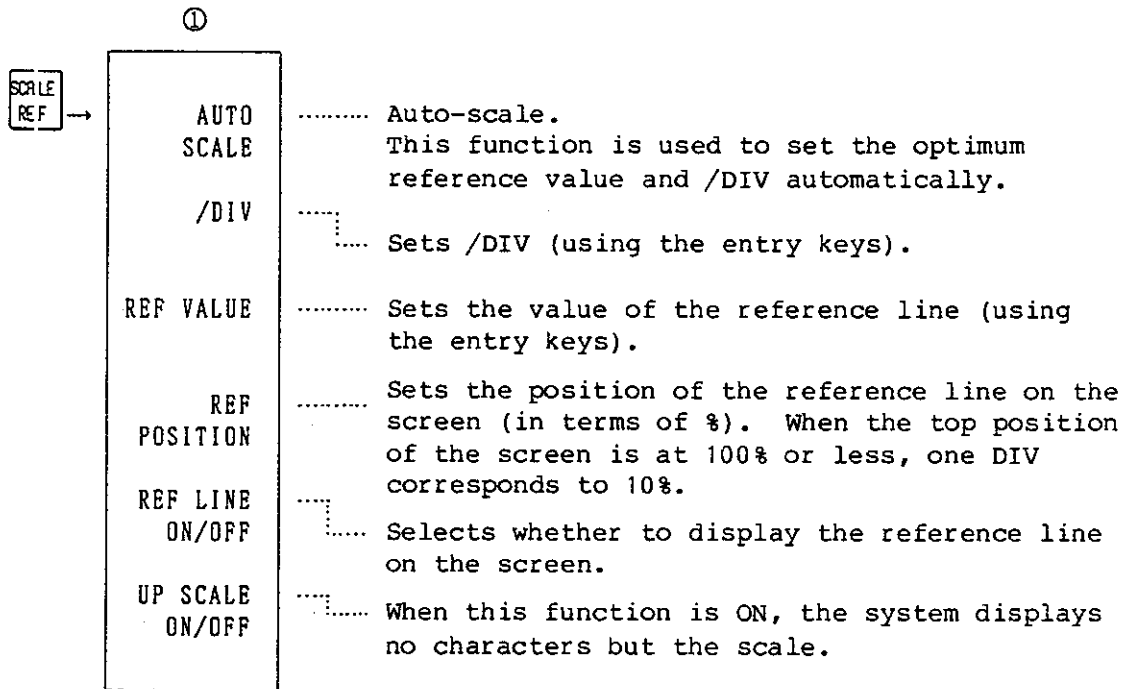 ①
SCALE
REF →
AUTO
SCALE
.......... Auto-scale.
This function is used to set the optimum
reference value and /DIV automatically.
/DIV
Sets /DIV (using the entry keys).
REF VALUE
.......... Sets the value of the reference line (using
the entry keys).
REF
POSITION
.......... Sets the position of the reference line on the
screen (in terms of %). When the top position
of the screen is at 100% or less, one DIV
corresponds to 10%.
REF LINE
ON/OFF
Selects whether to display the reference line
on the screen.
UP SCALE
ON/OFF
When this function is ON, the system displays
no characters but the scale.